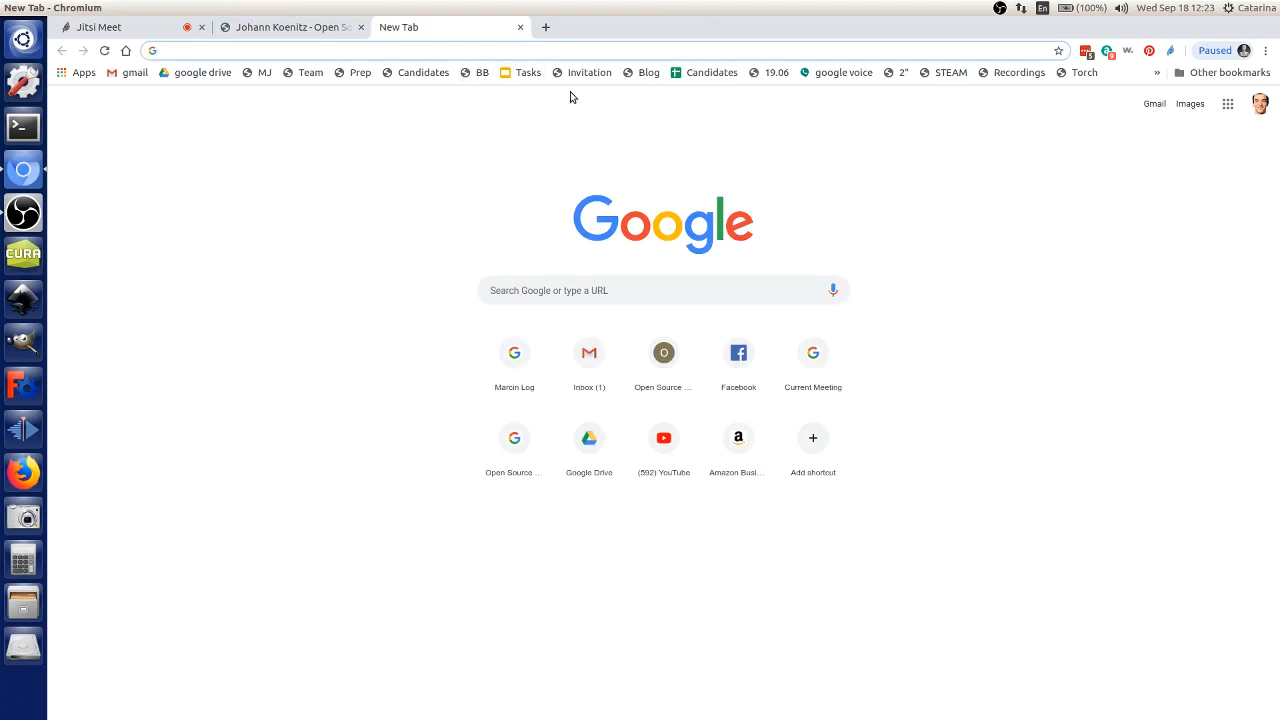 New Tab - Chromium
En (100%) Wed Sep 18 12:23 Catarina
Jitsi Meet
Johann Koenitz - Open So
New Tab
Paused
Apps gmail google drive MJ Team Prep Candidates BB Tasks Invitation Blog Candidates 19.06 google voice 2" STEAM Recordings Torch » Other bookmarks
Gmail Images
Google
Search Google or type a URL
Marcin Log
Inbox (1)
Open Source ...
Facebook
Current Meeting
Open Source ...
Google Drive
(592) YouTube
Amazon Busi...
Add shortcut
CURA